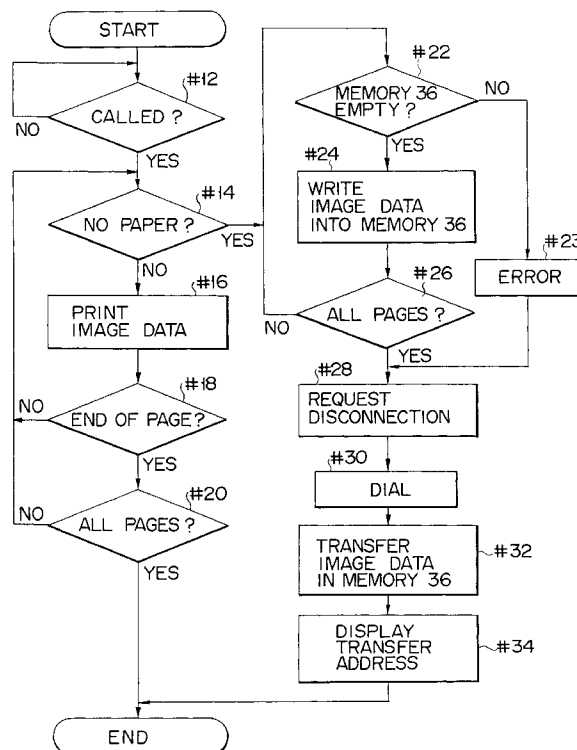 START
#12
CALLED ?
NO
YES
#14
NO PAPER ?
YES
NO
#16
PRINT
IMAGE DATA
#18
NO
END OF PAGE?
YES
#20
NO
ALL PAGES ?
YES
END
#22
MEMORY 36
EMPTY ?
NO
YES
#24
WRITE
IMAGE DATA
INTO MEMORY 36
#23
ERROR
#26
ALL PAGES ?
NO
YES
#28
REQUEST
DISCONNECTION
#30
DIAL
TRANSFER
IMAGE DATA
IN MEMORY 36
#32
DISPLAY
TRANSFER
ADDRESS
#34